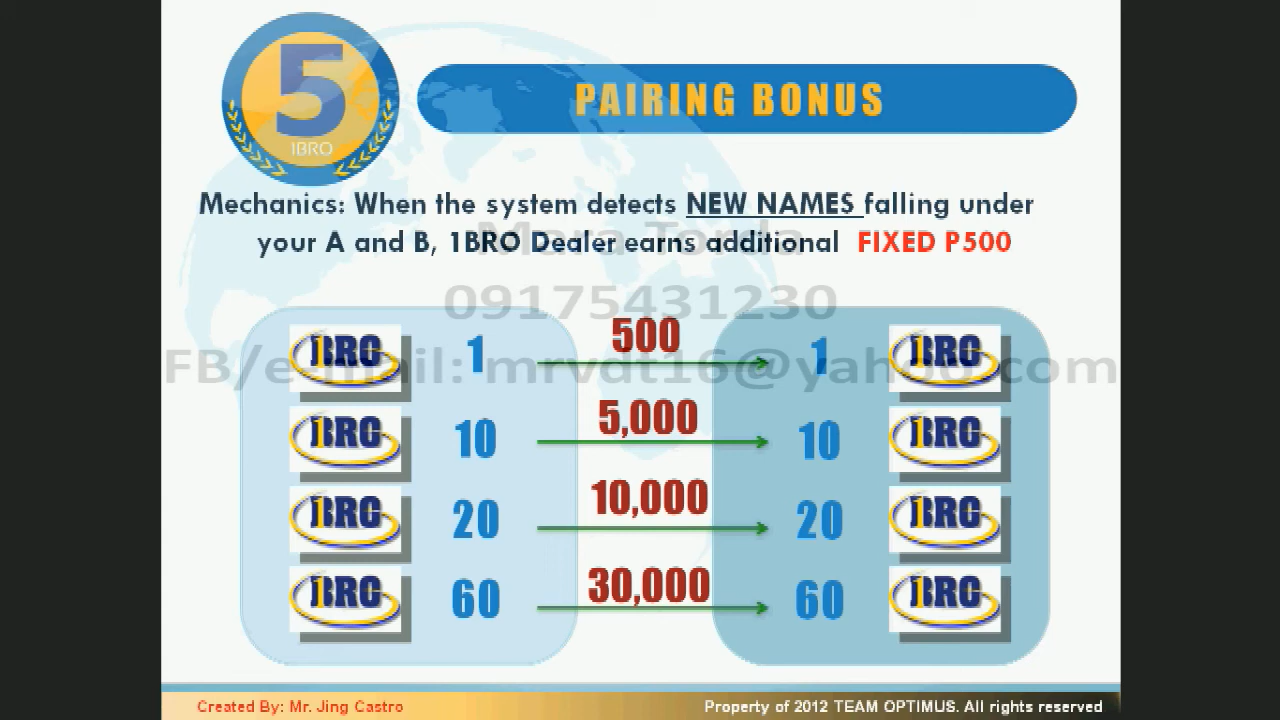 5
1BRO
PAIRING BONUS
Mechanics: When the system detects NEW NAMES falling under
your A and B, 1BRO Dealer earns additional FIXED P500
Mara Torda
09175431230
FB/e-mail: mrvdt16@yahoo.com
1BRO 1 500 1 1BRO
1BRO 10 5,000 10 1BRO
1BRO 20 10,000 20 1BRO
1BRO 60 30,000 60 1BRO
Created By: Mr. Jing Castro
Property of 2012 TEAM OPTIMUS. All rights reserved